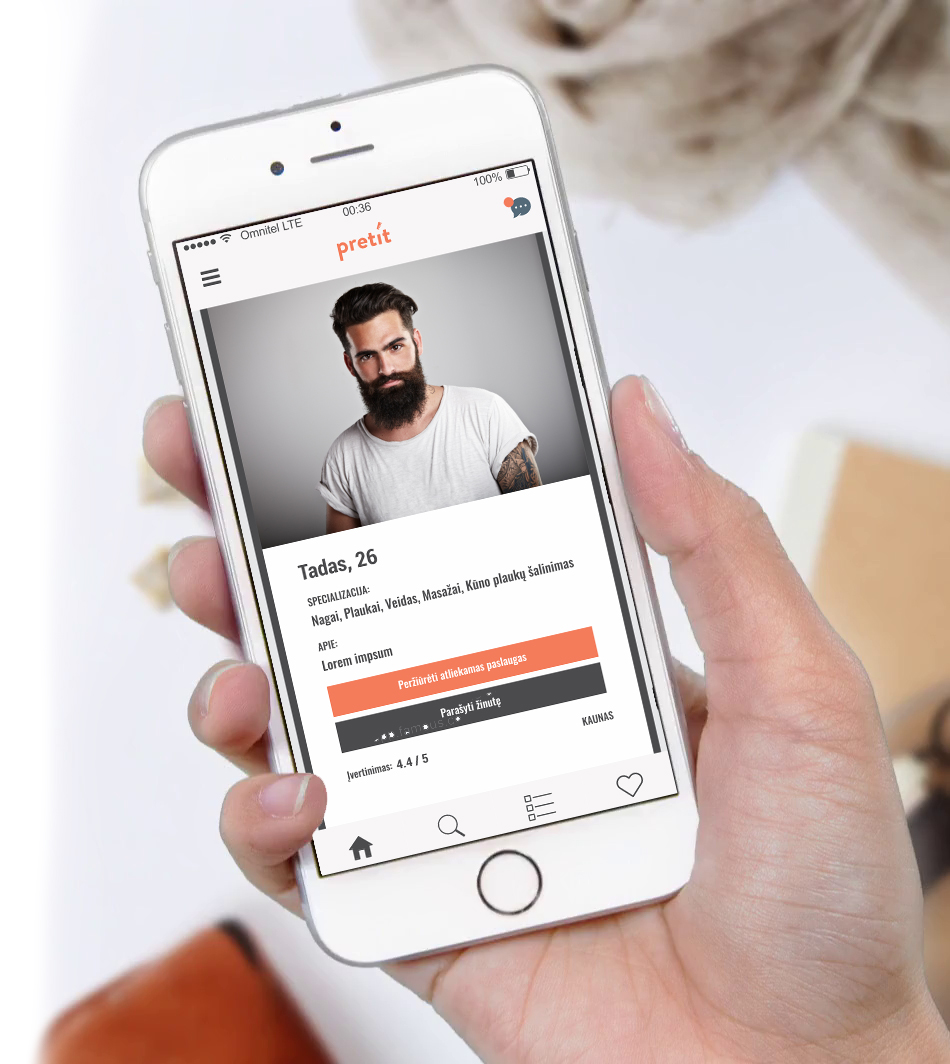 Omnitel LTE 00:36 100%
pretít
Tadas, 26
SPECIALIZACIJA:
Nagai, Plaukai, Veidas, Masažai, Kūno plaukų šalinimas
APIE:
Lorem impsum
Peržiūrėti atliekamas paslaugas
Parašyti žinutę
KAUNAS
Įvertinimas: 4.4 / 5